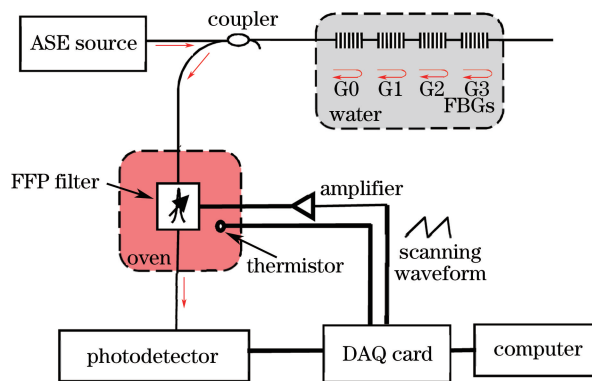 coupler
ASE source
G0 G1 G2 G3
water FBGs
FFP filter
amplifier
oven
thermistor
scanning
waveform
photodetector
DAQ card
computer